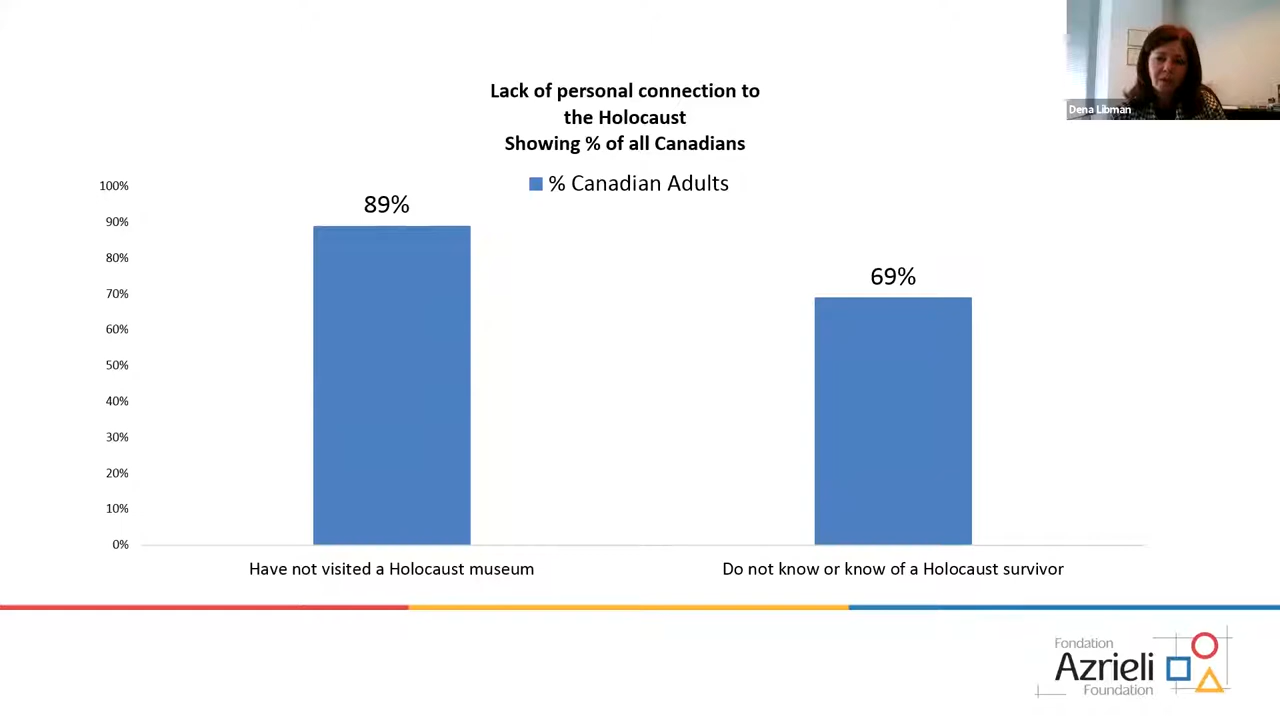 Dena Libman
Lack of personal connection to
the Holocaust
Showing % of all Canadians
% Canadian Adults
100%
90%
80%
70%
60%
50%
40%
30%
20%
10%
0%
89%
69%
Have not visited a Holocaust museum
Do not know or know of a Holocaust survivor
Fondation
Azrieli
Foundation